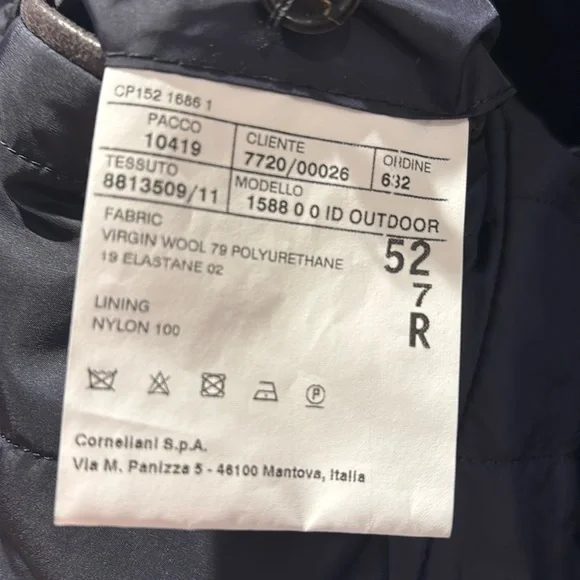 CP152 1686 1
PACCO
10419
CLIENTE
7720/00026
ORDINE
632
TESSUTO
8813509/11
MODELLO
1588 0 0 ID OUTDOOR
FABRIC
VIRGIN WOOL 79 POLYURETHANE
19 ELASTANE 02
52
7
R
LINING
NYLON 100
P
Corneliani S.p.A.
Via M. Panizza 5 - 46100 Mantova, Italia